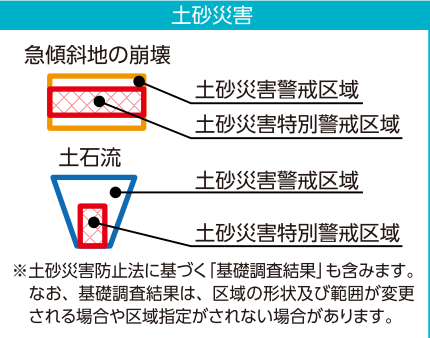 土砂災害
急傾斜地の崩壊
土砂災害警戒区域
土砂災害特別警戒区域
土石流
土砂災害警戒区域
土砂災害特別警戒区域
※土砂災害防止法に基づく「基礎調査結果」も含みます。
なお、基礎調査結果は、区域の形状及び範囲が変更
される場合や区域指定がされない場合があります。